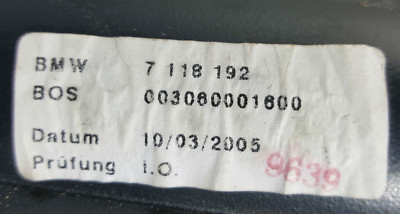 BMW 7 118 192
BOS 003060001600
Datum 10/03/2005
Prüfung i.O.
9639